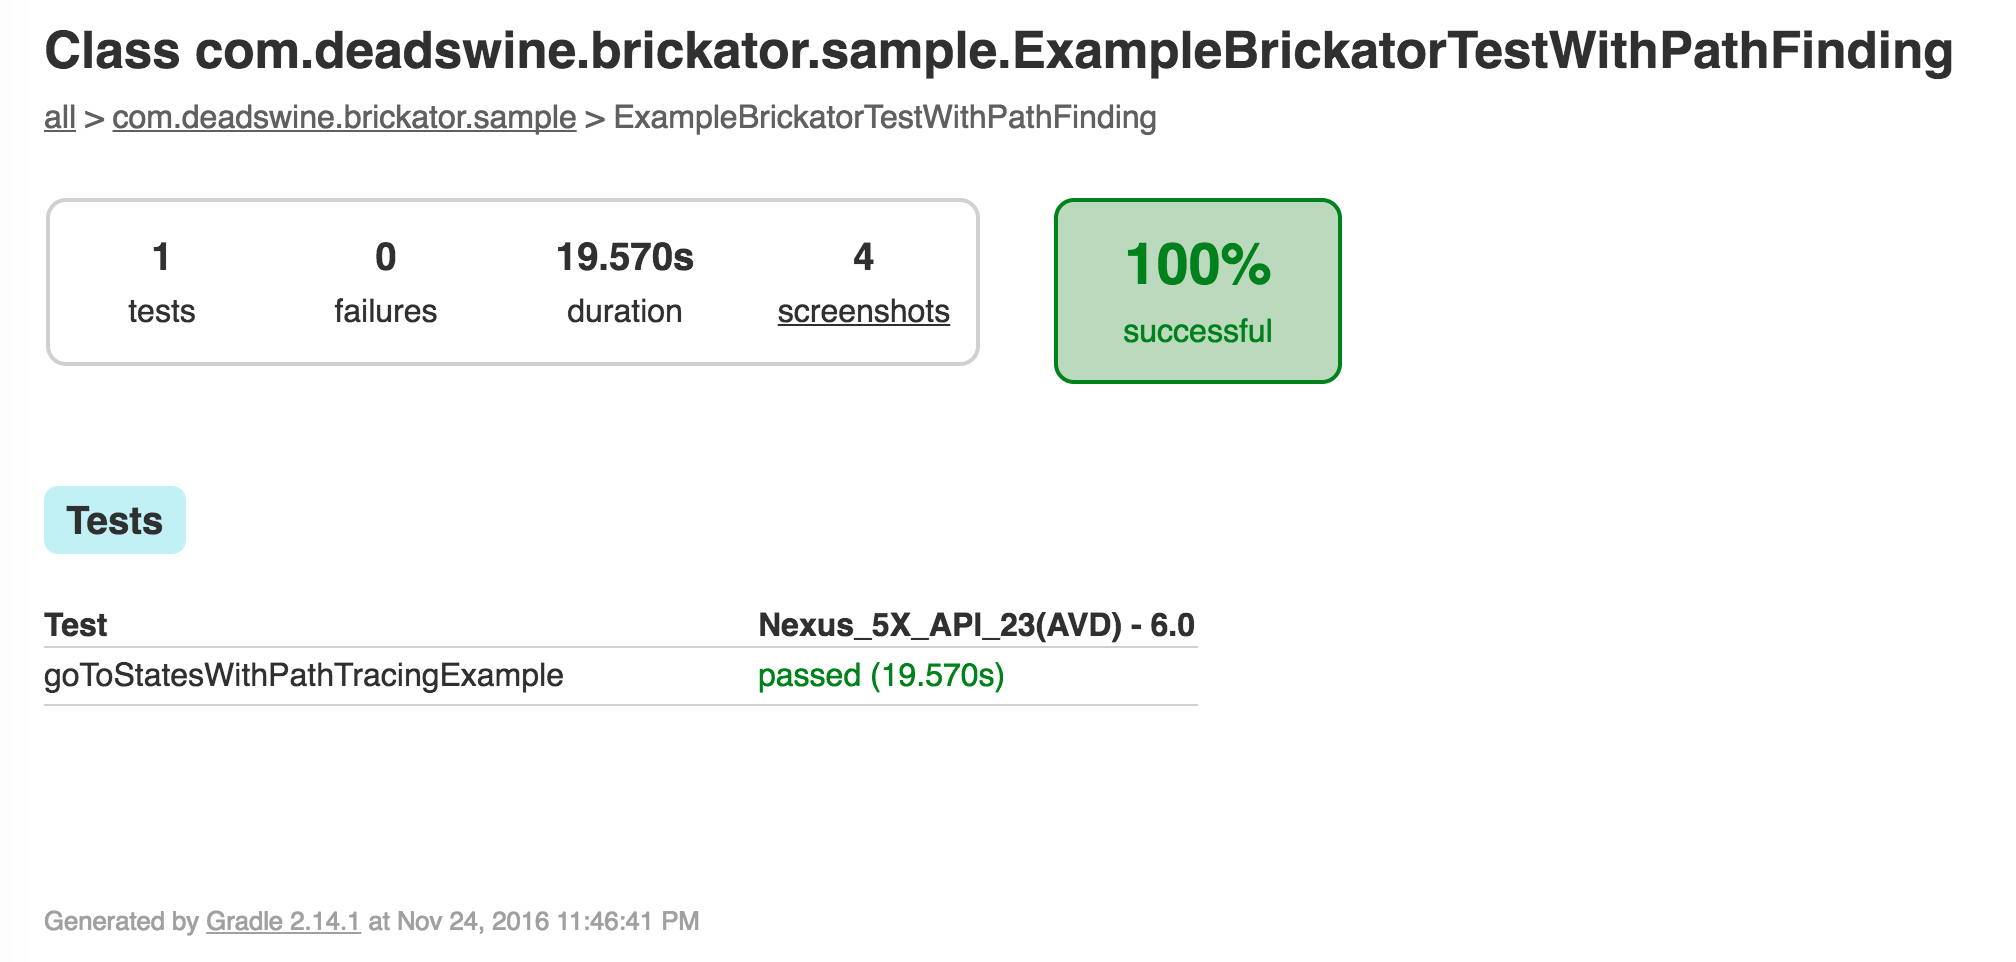 Class com.deadswine.brickator.sample.ExampleBrickatorTestWithPathFinding
all > com.deadswine.brickator.sample > ExampleBrickatorTestWithPathFinding
1 0 19.570s 4
tests failures duration screenshots
100%
successful
Tests
Test Nexus_5X_API_23(AVD) - 6.0
goToStatesWithPathTracingExample passed (19.570s)
Generated by Gradle 2.14.1 at Nov 24, 2016 11:46:41 PM